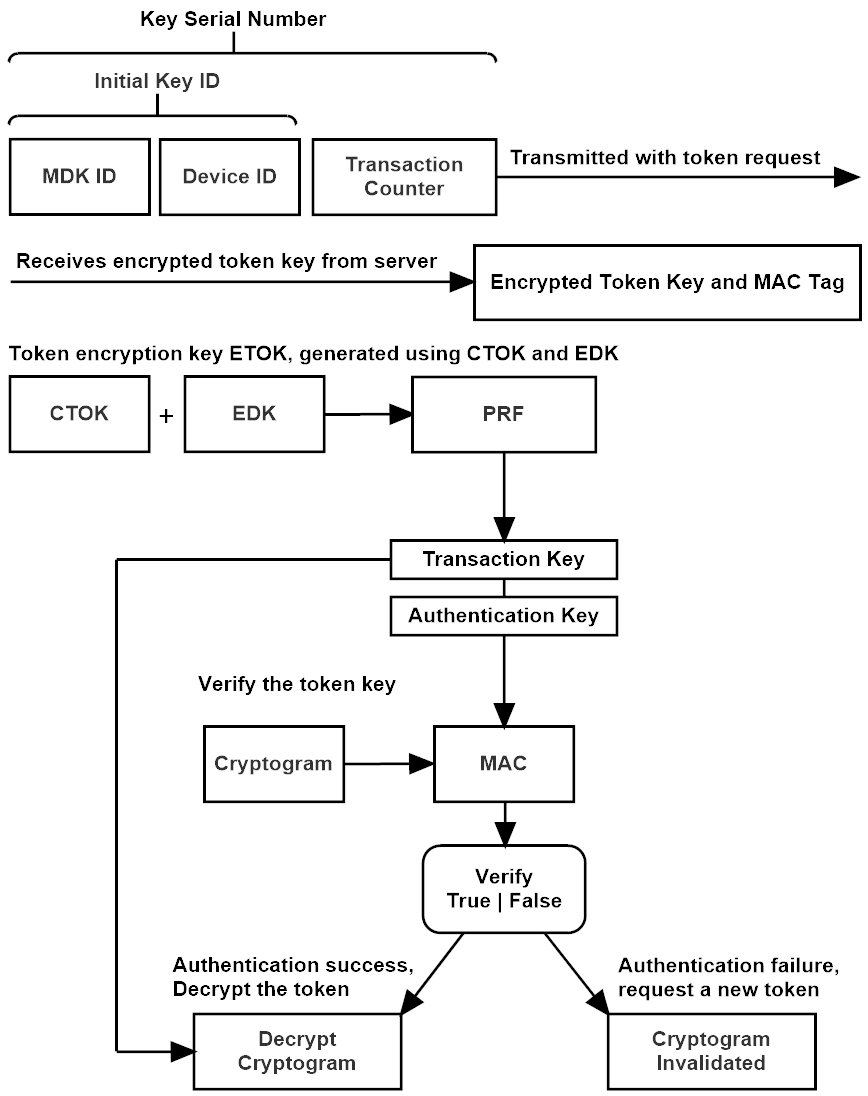 Key Serial Number
Initial Key ID
MDK ID
Device ID
Transaction
Counter
Transmitted with token request
Receives encrypted token key from server
Encrypted Token Key and MAC Tag
Token encryption key ETOK, generated using CTOK and EDK
CTOK
+
EDK
PRF
Transaction Key
Authentication Key
Verify the token key
Cryptogram
MAC
Verify
True | False
Authentication success,
Decrypt the token
Authentication failure,
request a new token
Decrypt
Cryptogram
Cryptogram
Invalidated